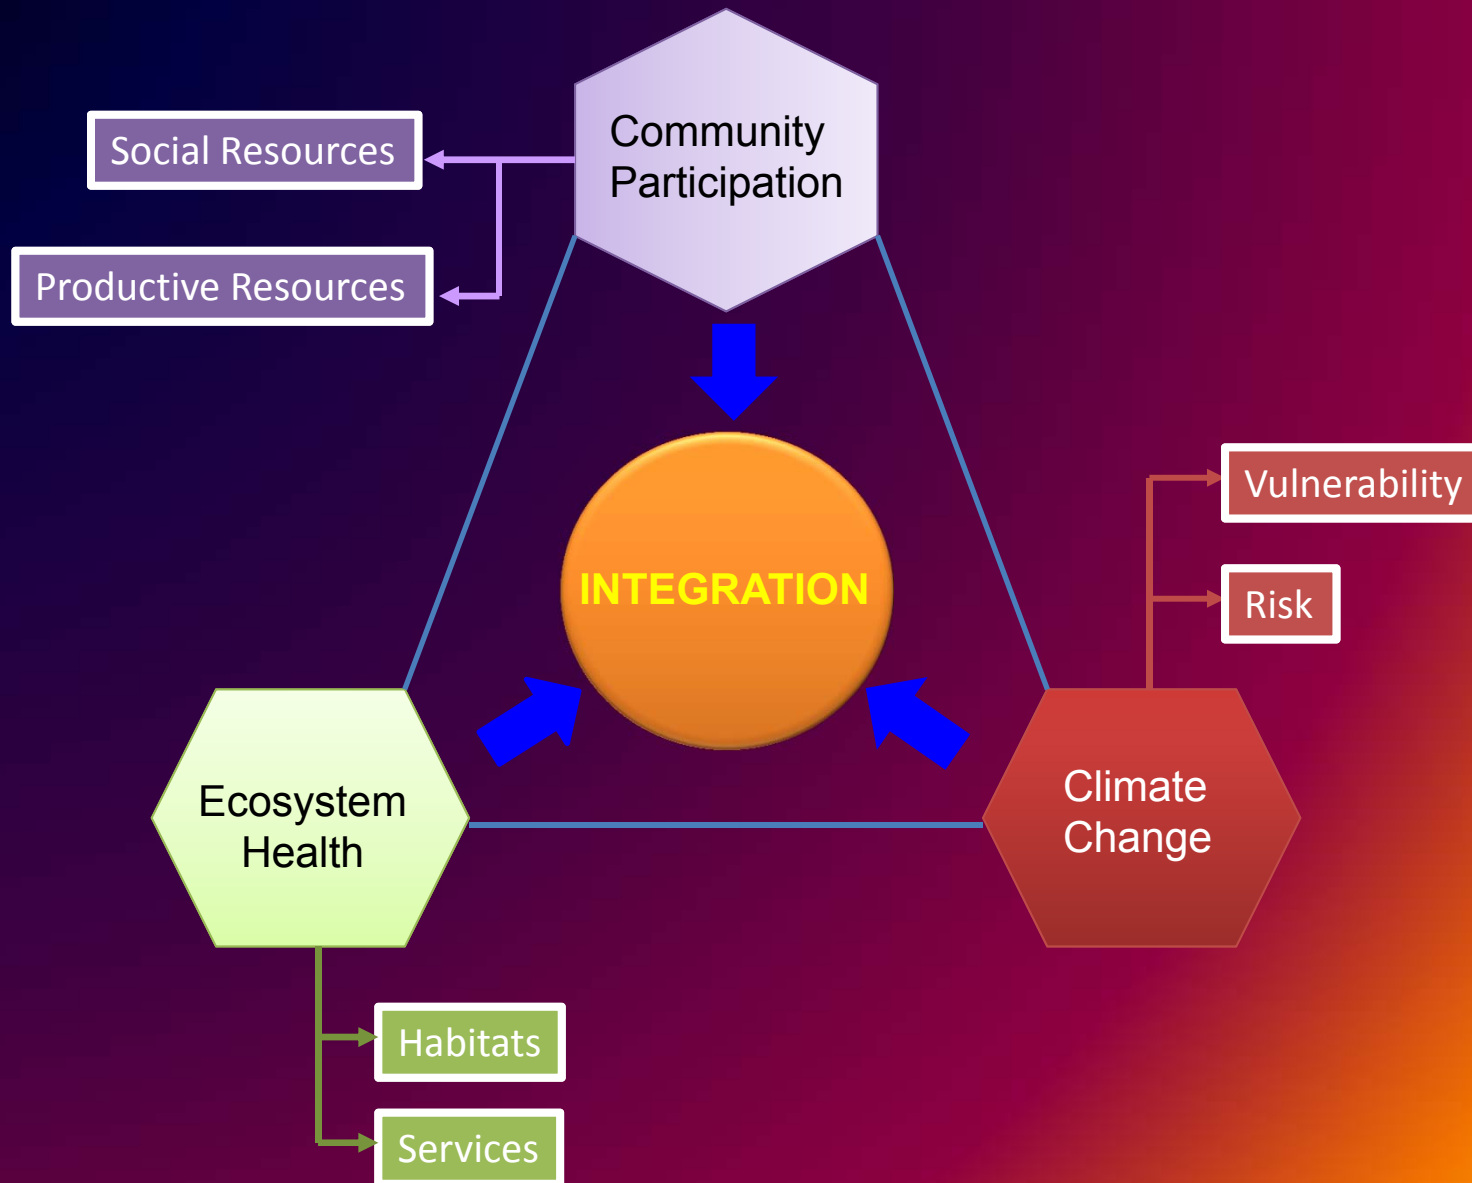 Community
Participation
Social Resources
Productive Resources
INTEGRATION
Vulnerability
Risk
Ecosystem
Health
Climate
Change
Habitats
Services